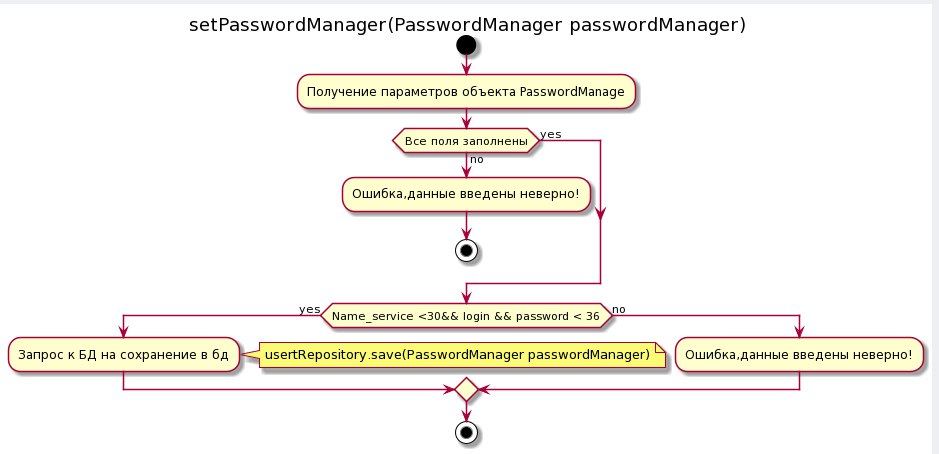 setPasswordManager(PasswordManager passwordManager)
Получение параметров объекта PasswordManage
Все поля заполнены
yes
no
Ошибка,данные введены неверно!
yes
Name_service <30&& login && password < 36
no
Запрос к БД на сохранение в бд
usertRepository.save(PasswordManager passwordManager)
Ошибка,данные введены неверно!